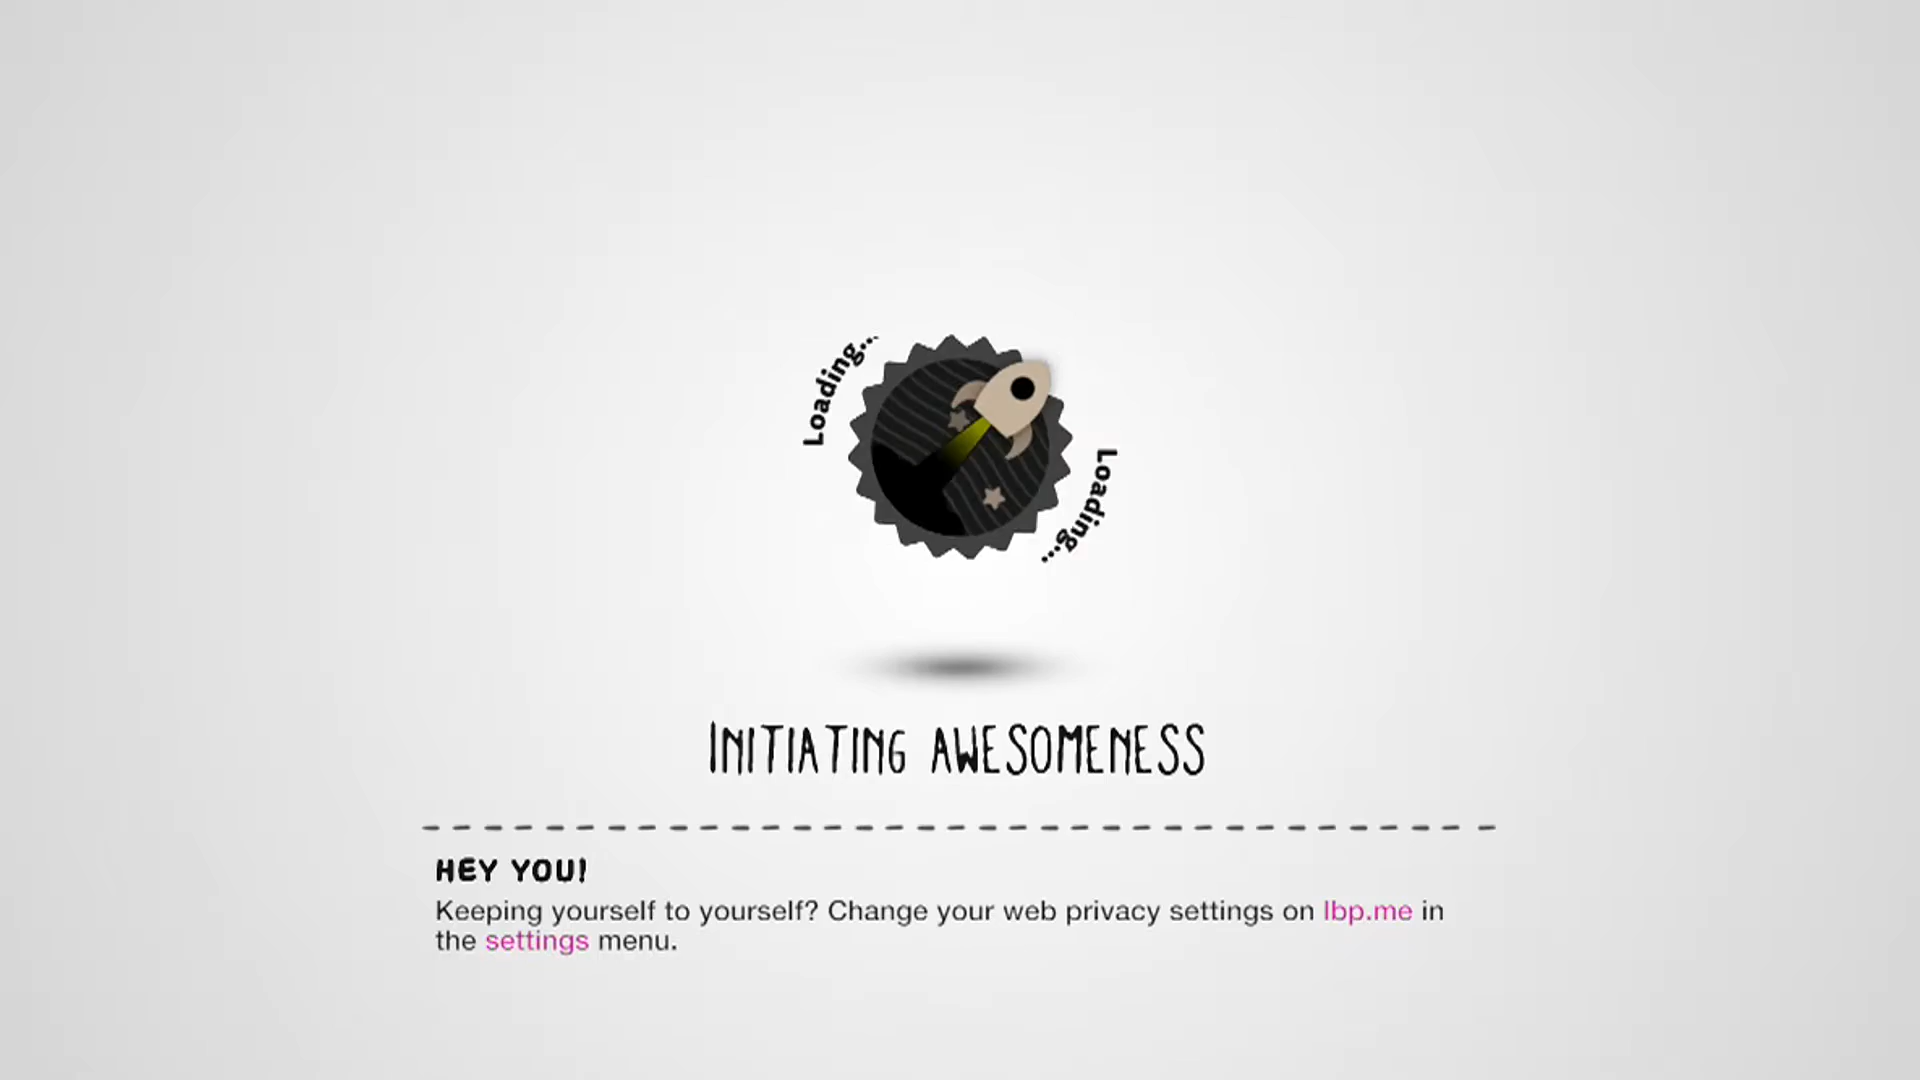 Loading...
Loading...
INITIATING AWESOMENESS
HEY YOU!
Keeping yourself to yourself? Change your web privacy settings on lbp.me in
the settings menu.